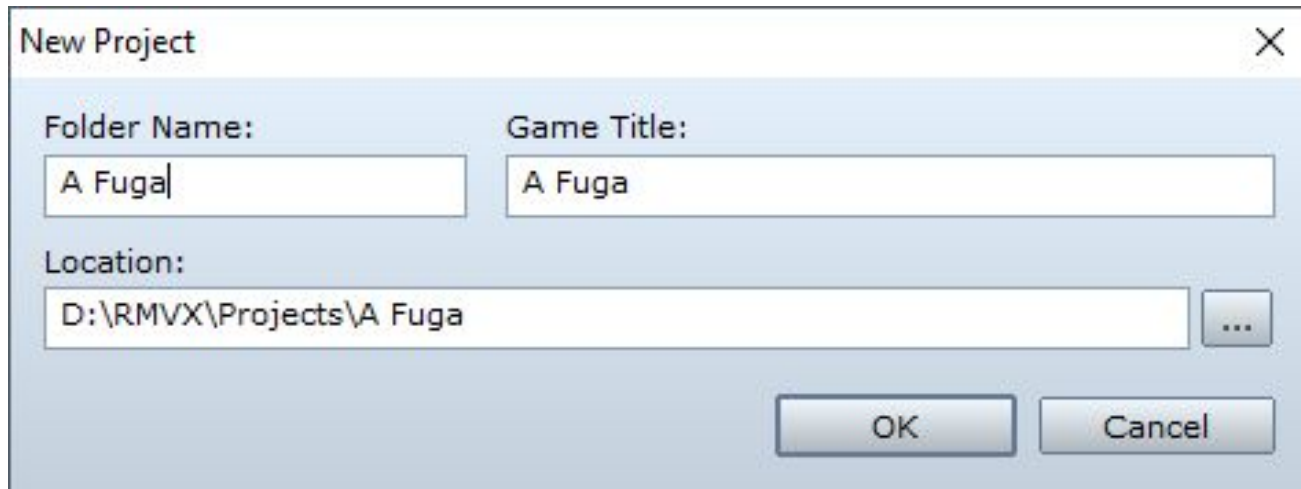 New Project
Folder Name:
Game Title:
A Fuga
A Fuga
Location:
D:\RMVX\Projects\A Fuga
...
OK
Cancel